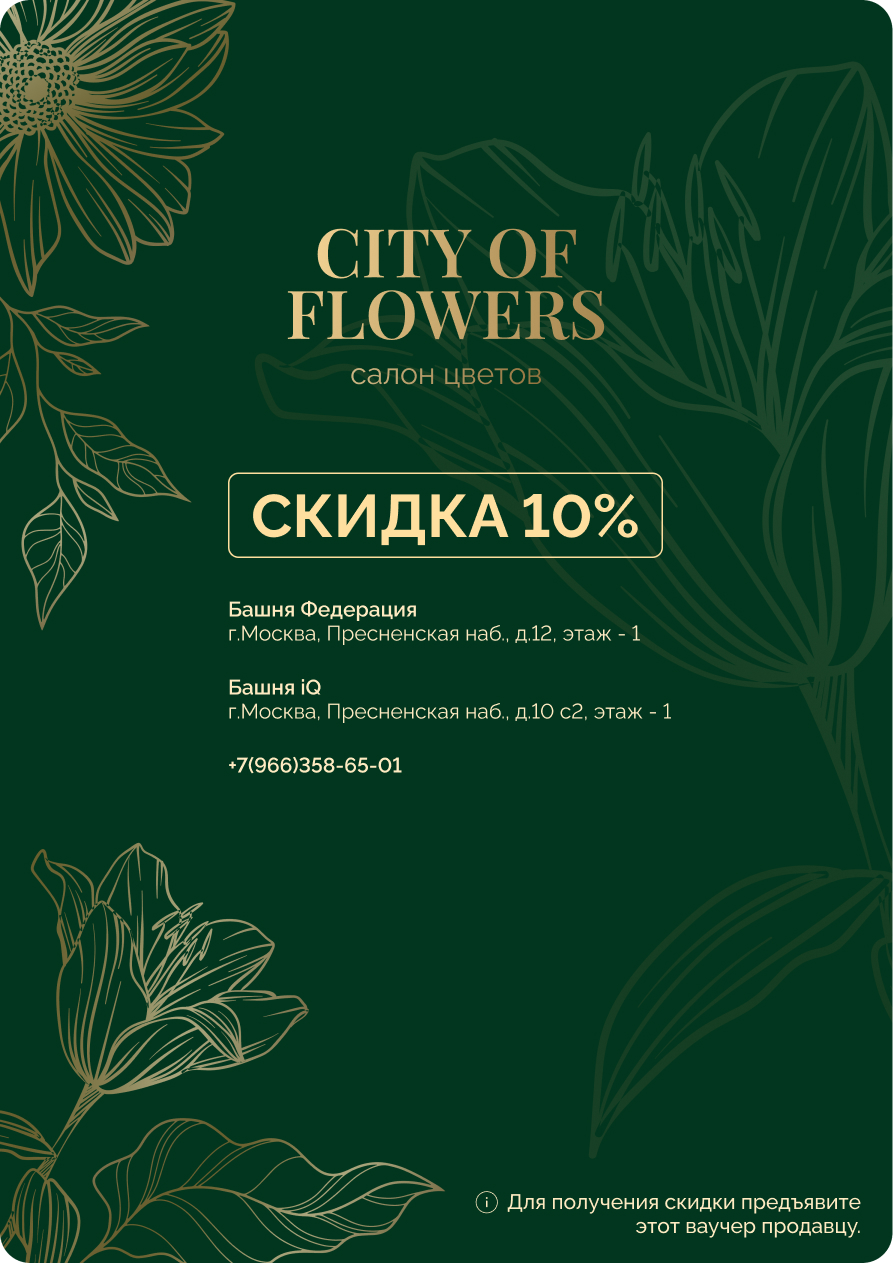 CITY OF
FLOWERS
салон цветов
СКИДКА 10%
Башня Федерация
г.Москва, Пресненская наб., д.12, этаж - 1
Башня iQ
г.Москва, Пресненская наб., д.10 с2, этаж - 1
+7(966)358-65-01
Для получения скидки предъявите
этот ваучер продавцу.